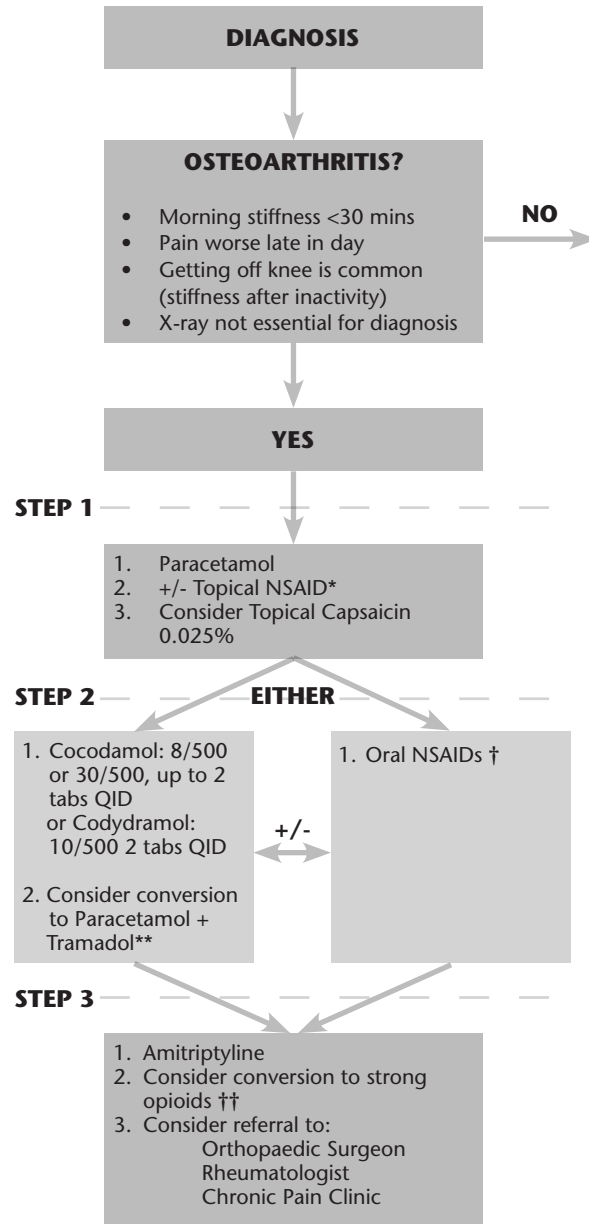 DIAGNOSIS
OSTEOARTHRITIS?
• Morning stiffness <30 mins
• Pain worse late in day
• Getting off knee is common
(stiffness after inactivity)
• X-ray not essential for diagnosis
NO
YES
STEP 1
1. Paracetamol
2. +/- Topical NSAID*
3. Consider Topical Capsaicin
0.025%
STEP 2
EITHER
1. Cocodamol: 8/500
or 30/500, up to 2
tabs QID
or Codydramol:
10/500 2 tabs QID
2. Consider conversion
to Paracetamol +
Tramadol**
+/-
1. Oral NSAIDs †
STEP 3
1. Amitriptyline
2. Consider conversion to strong
opioids ††
3. Consider referral to:
Orthopaedic Surgeon
Rheumatologist
Chronic Pain Clinic